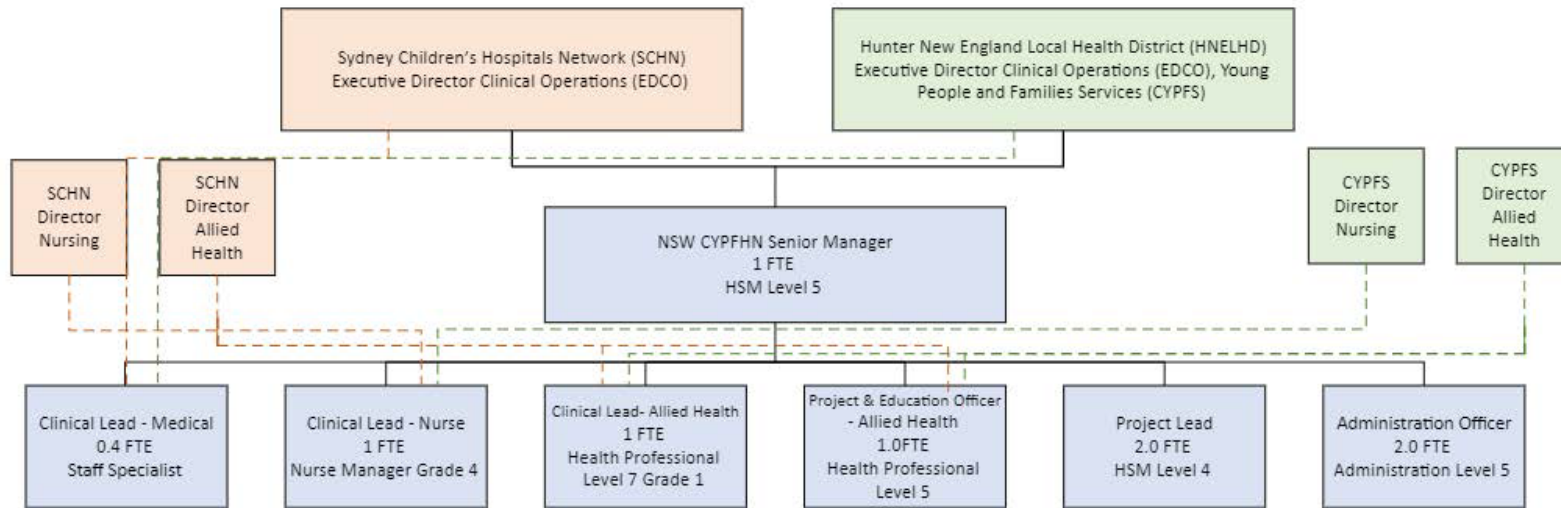 Sydney Children's Hospitals Network (SCHN)
Executive Director Clinical Operations (EDCO)
Hunter New England Local Health District (HNELHD)
Executive Director Clinical Operations (EDCO), Young
People and Families Services (CYPFS)
SCHN
Director
Nursing
SCHN
Director
Allied
Health
NSW CYPFHN Senior Manager
1 FTE
HSM Level 5
CYPFS
Director
Nursing
CYPFS
Director
Allied
Health
Clinical Lead - Medical
0.4 FTE
Staff Specialist
Clinical Lead - Nurse
1 FTE
Nurse Manager Grade 4
Clinical Lead- Allied Health
1 FTE
Health Professional
Level 7 Grade 1
Project & Education Officer
- Allied Health
1.0FTE
Health Professional
Level 5
Project Lead
2.0 FTE
HSM Level 4
Administration Officer
2.0 FTE
Administration Level 5